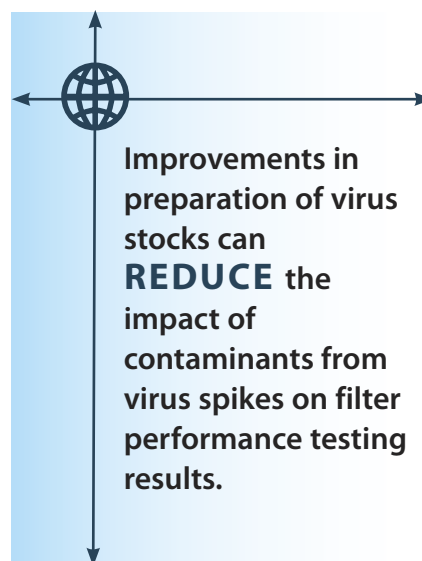 Improvements in
preparation of virus
stocks can
REDUCE the
impact of
contaminants from
virus spikes on filter
performance testing
results.